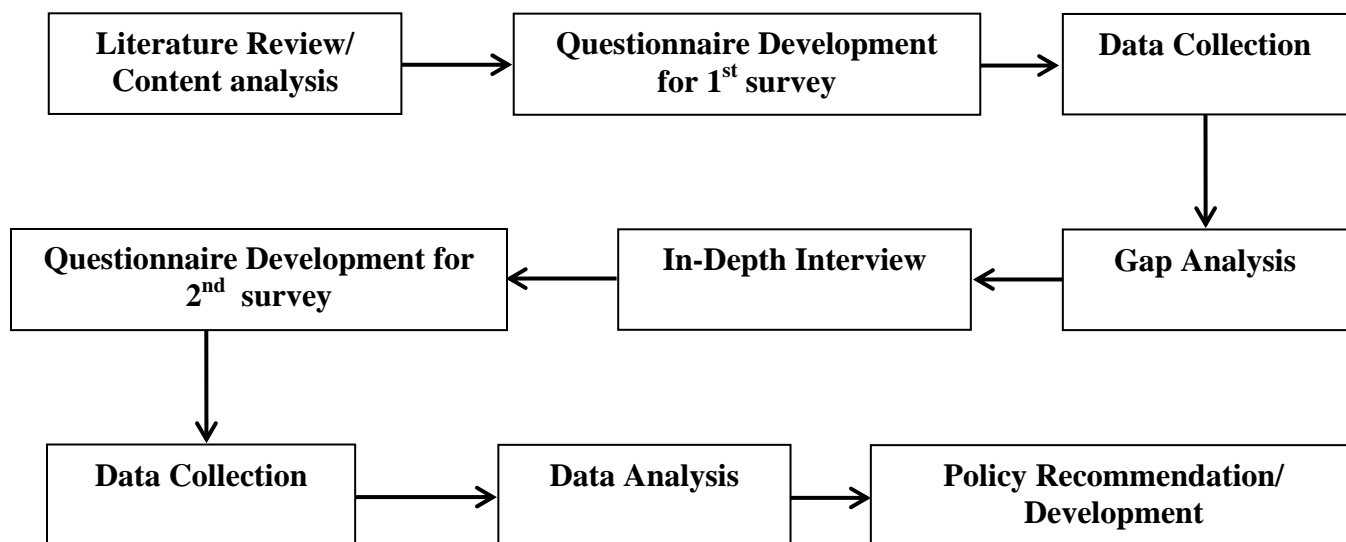 Literature Review/
Content analysis
Questionnaire Development
for 1st survey
Data Collection
Gap Analysis
In-Depth Interview
Questionnaire Development for
2nd survey
Data Collection
Data Analysis
Policy Recommendation/
Development